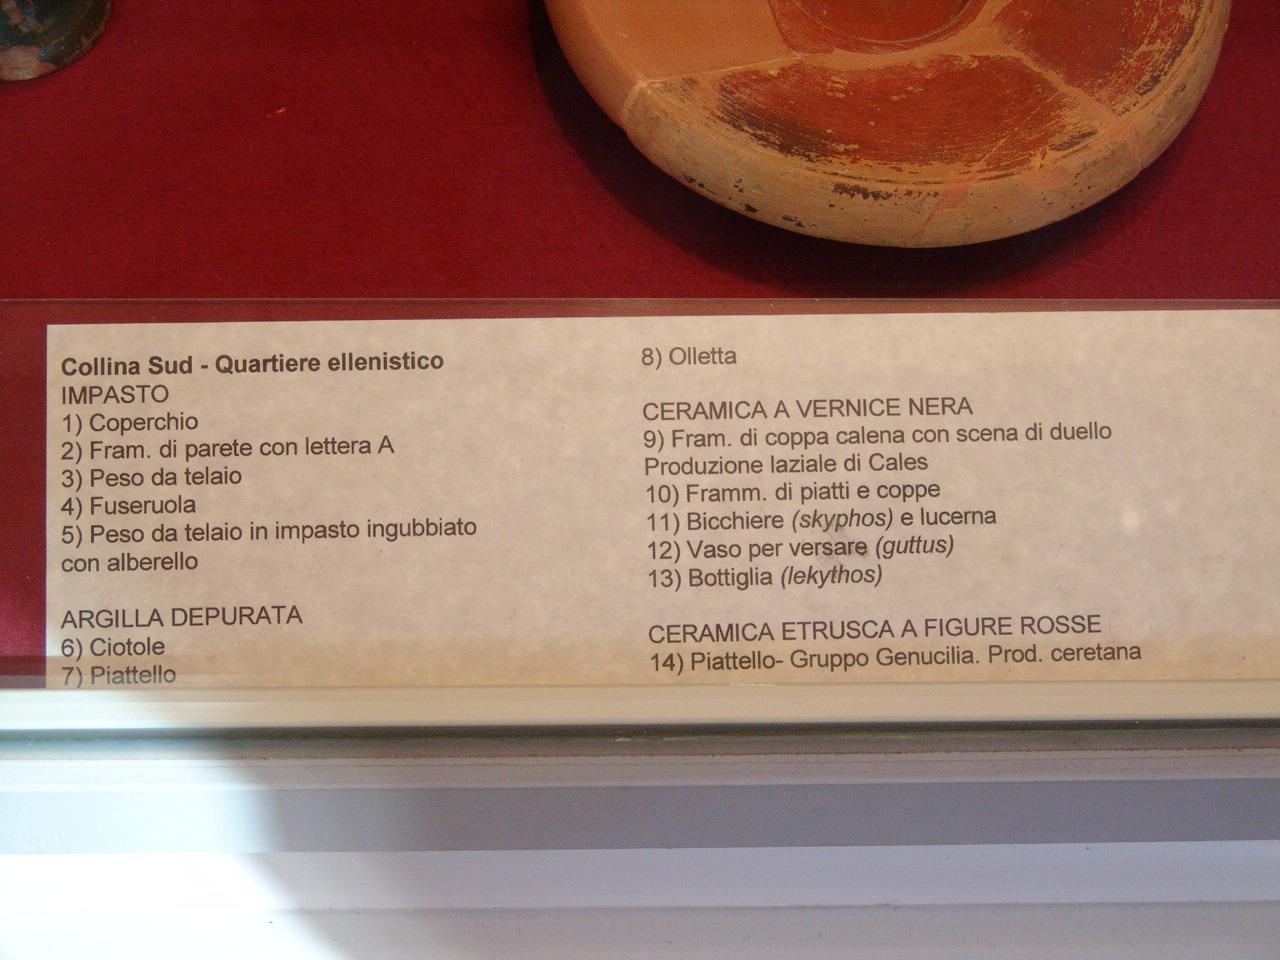 Collina Sud - Quartiere ellenistico
IMPASTO
1) Coperchio
2) Fram. di parete con lettera A
3) Peso da telaio
4) Fuseruola
5) Peso da telaio in impasto ingubbiato
con alberello
ARGILLA DEPURATA
6) Ciotole
7) Piattello
8) Olletta
CERAMICA A VERNICE NERA
9) Fram. di coppa calena con scena di duello
Produzione laziale di Cales
10) Framm. di piatti e coppe
11) Bicchiere (skyphos) e lucerna
12) Vaso per versare (guttus)
13) Bottiglia (lekythos)
CERAMICA ETRUSCA A FIGURE ROSSE
14) Piattello- Gruppo Genucilia. Prod. ceretana